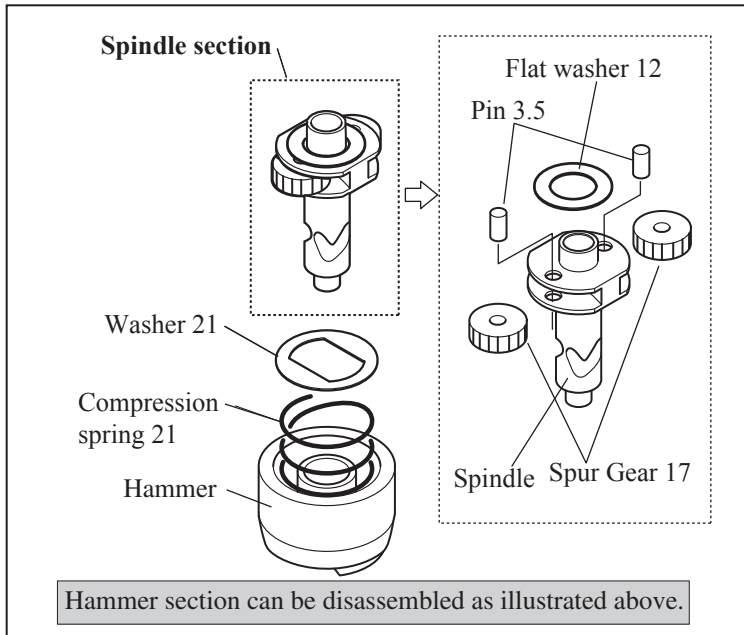 Spindle section
Flat washer 12
Pin 3.5
Washer 21
Compression
spring 21
Hammer
Spindle
Spur Gear 17
Hammer section can be disassembled as illustrated above.